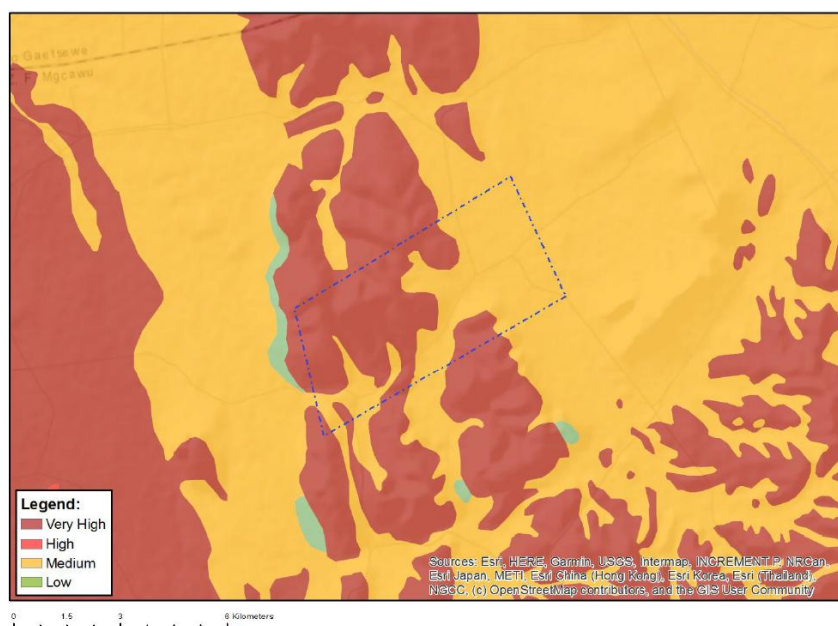 Gaetsewe
Mgcawu
Legend:
Very High
High
Medium
Low
Sources: Esri, HERE, Garmin, USGS, Intermap, INCREMENT P, NRCan,
Esri Japan, METI, Esri China (Hong Kong), Esri Korea, Esri (Thailand),
NGCC, (c) OpenStreetMap contributors, and the GIS User Community
0 1.5 3 6 Kilometers